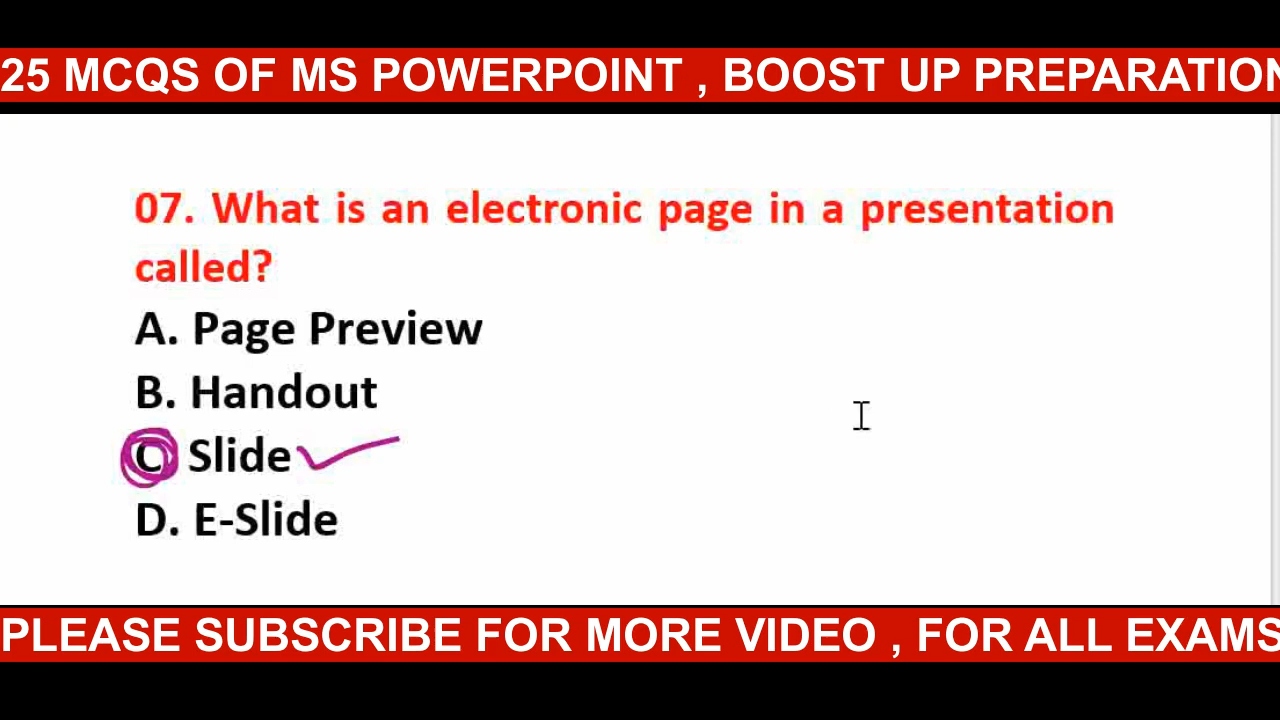 25 MCQS OF MS POWERPOINT , BOOST UP PREPARATION
07. What is an electronic page in a presentation
called?
A. Page Preview
B. Handout
C Slide
D. E-Slide
PLEASE SUBSCRIBE FOR MORE VIDEO , FOR ALL EXAMS